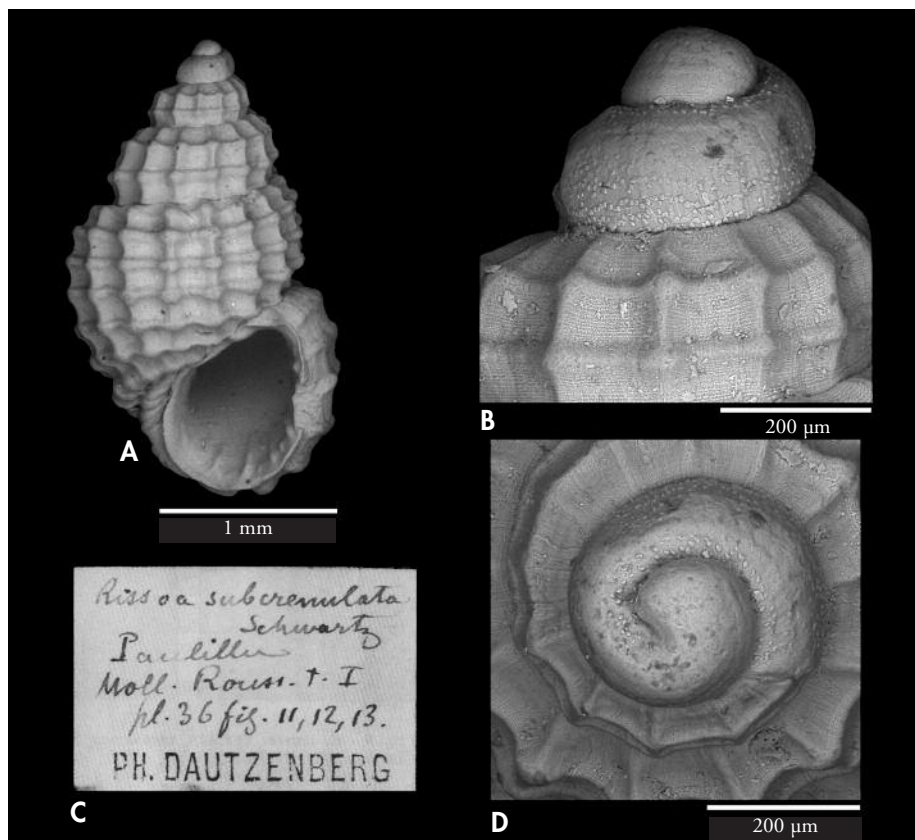 A
1 mm
B
200 µm
Rissoa subcrenulata
Schwartz
Paulilles
Moll. Rouss. t. I
pl. 36 fig. 11, 12, 13.
PH. DAUTZENBERG
C
D
200 µm